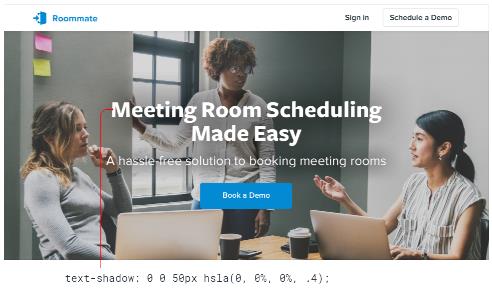 Roommate
Sign in
Schedule a Demo
Meeting Room Scheduling
Made Easy
A hassle-free solution to booking meeting rooms
Book a Demo
text-shadow: 0 0 50px hsla(0, 0%, 0%, .4);